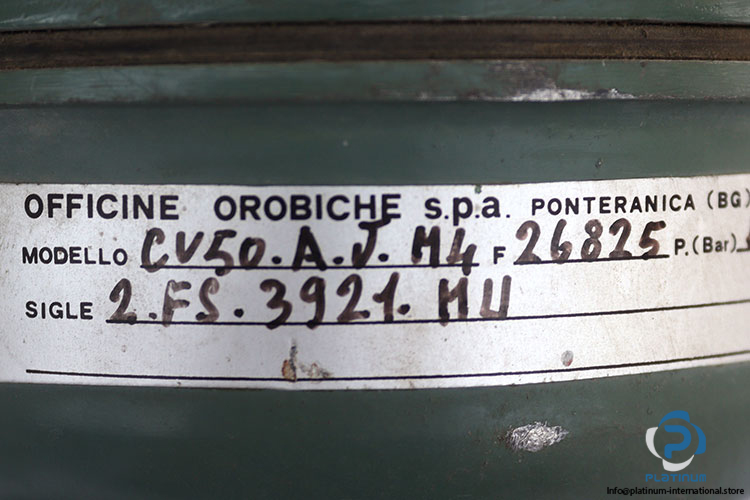 OFFICINE OROBICHE s.p.a. PONTERANICA (BG)
MODELLO CV50.A.J.M4 F 26825 P.(Bar)
SIGLE 2.FS.3921.MU
PLATINUM
Info@platinum-international.store